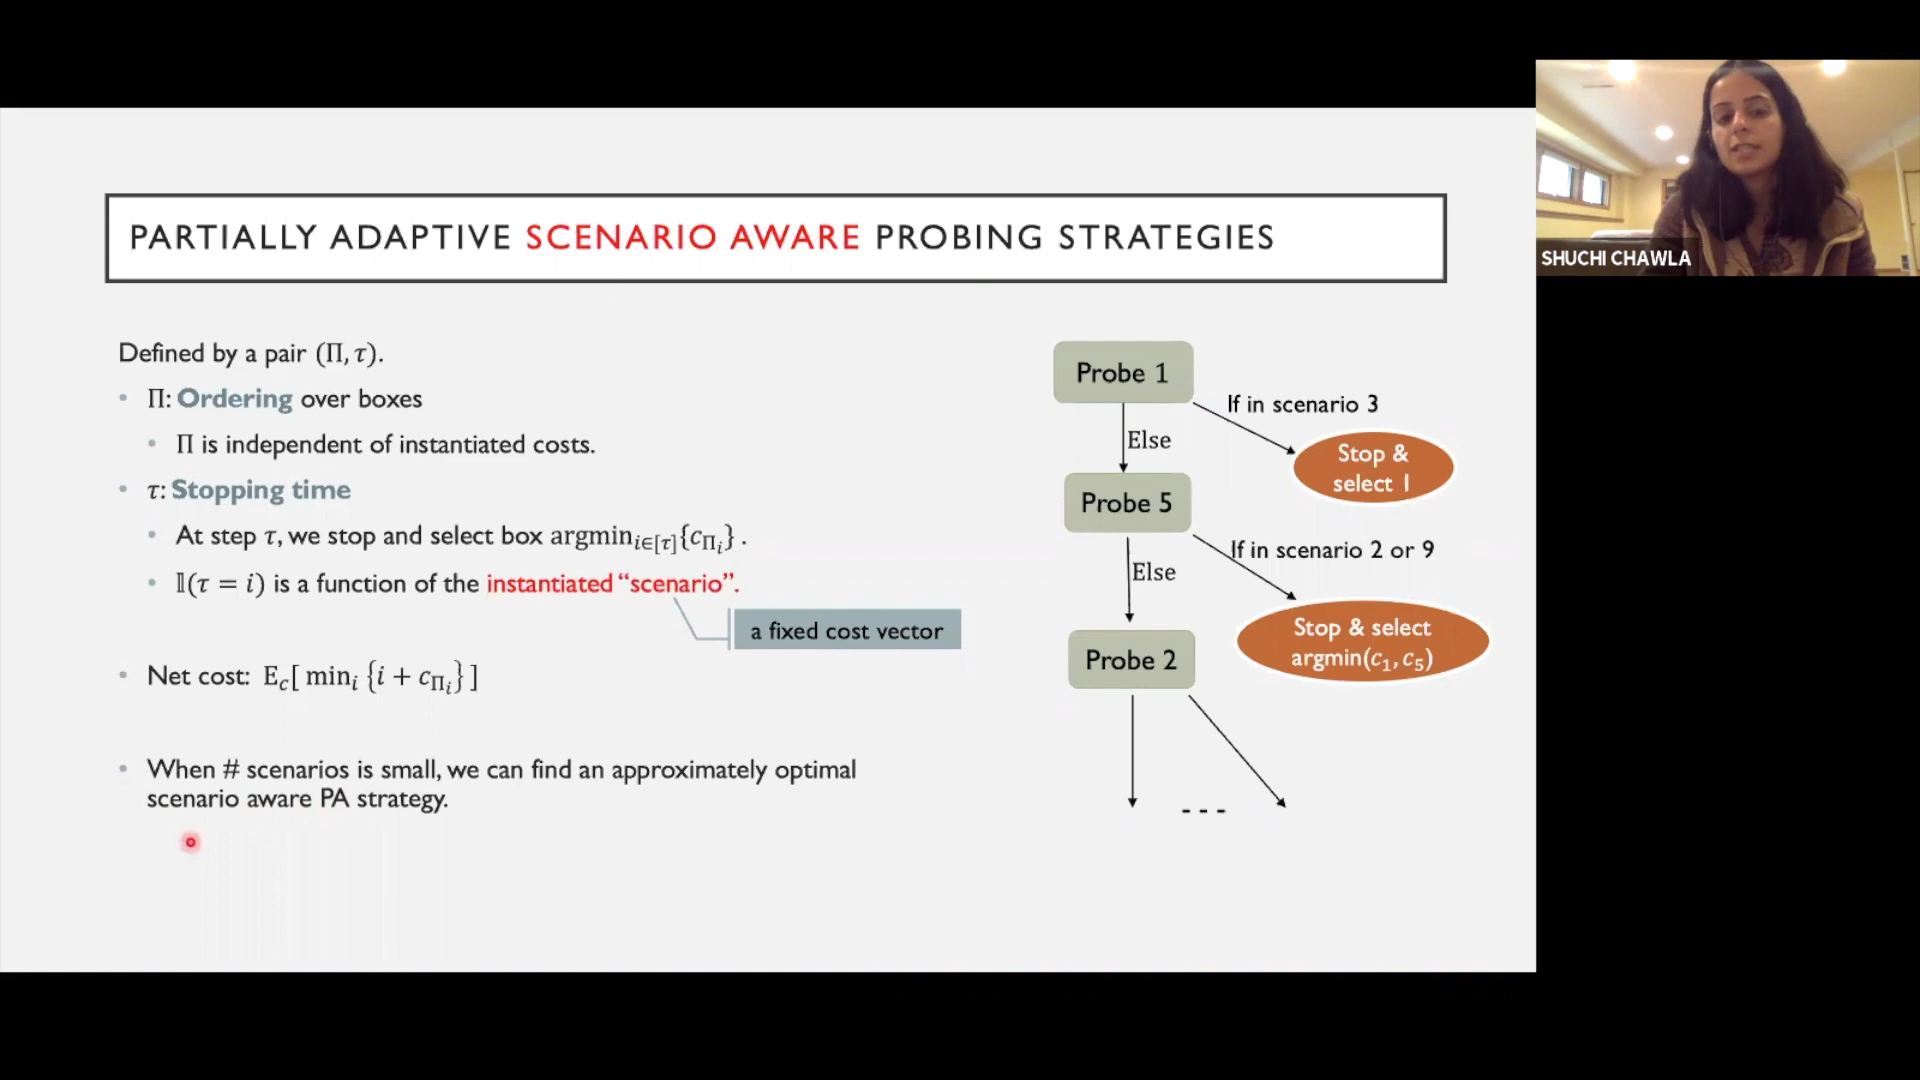 PARTIALLY ADAPTIVE SCENARIO AWARE PROBING STRATEGIES
Defined by a pair (Π, τ).
• Π: Ordering over boxes
• Π is independent of instantiated costs.
• τ: Stopping time
• At step τ, we stop and select box argmin_{i∈[τ]}{c_{Π_i}} .
• 𝕀(τ = i) is a function of the instantiated “scenario”.
a fixed cost vector
• Net cost: E_c[ min_i {i + c_{Π_i}} ]
• When # scenarios is small, we can find an approximately optimal
scenario aware PA strategy.
Probe 1
If in scenario 3
Else
Stop &
select 1
Probe 5
If in scenario 2 or 9
Else
Stop & select
argmin(c_1, c_5)
Probe 2
- - -
SHUCHI CHAWLA